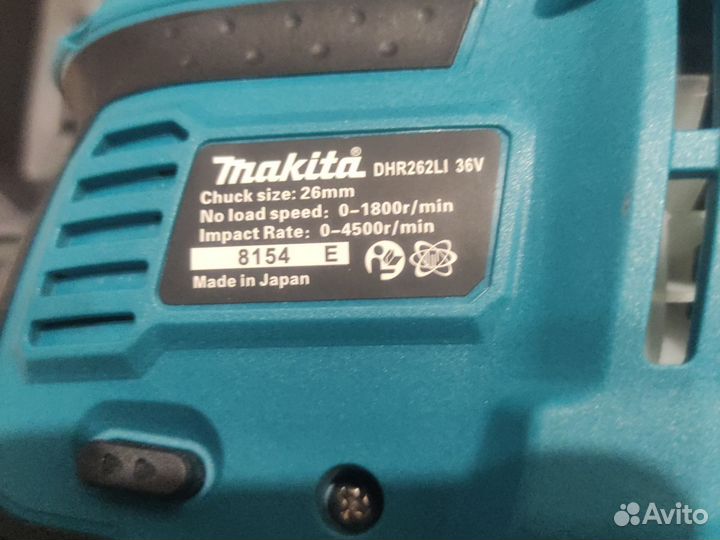 makita DHR262LI 36V
Chuck size: 26mm
No load speed: 0-1800r/min
Impact Rate: 0-4500r/min
8154 E
Made in Japan
Avito